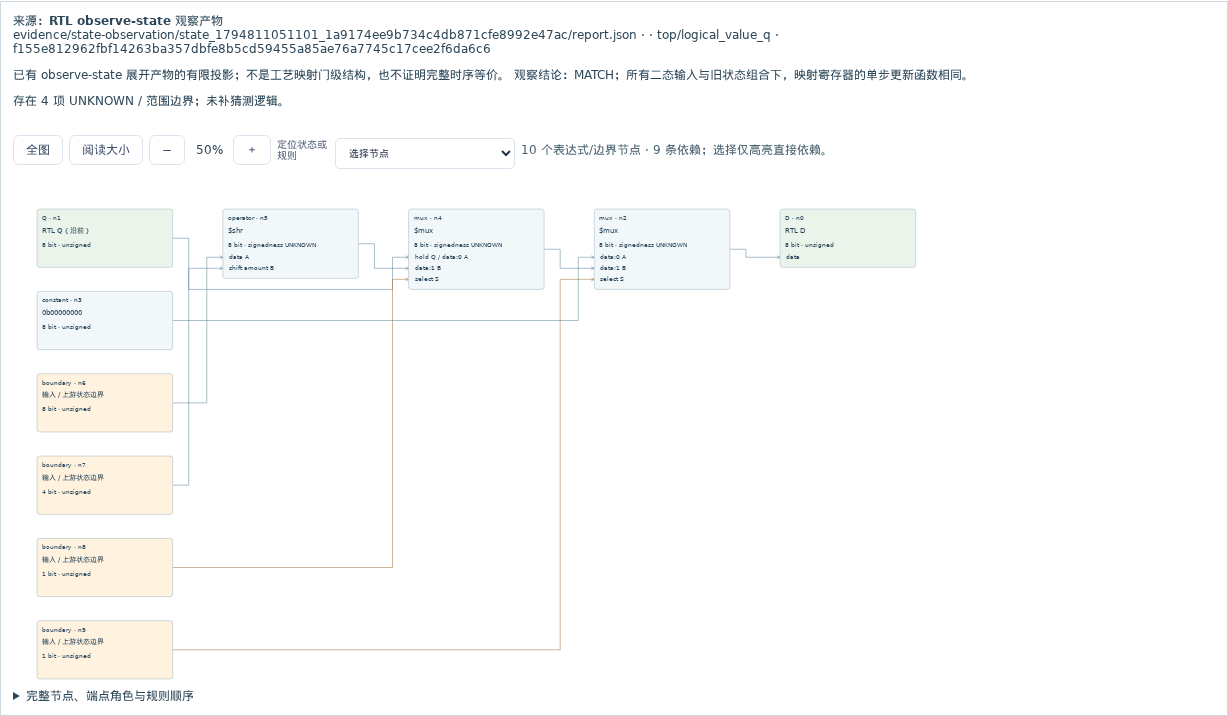 来源：RTL observe-state 观察产物
evidence/state-observation/state_1794811051101_1a9174ee9b734c4db871cfe8992e47ac/report.json · · top/logical_value_q ·
f155e812962fbf14263ba357dbfe8b5cd59455a85ae76a7745c17cee2f6da6c6
已有 observe-state 展开产物的有限投影；不是工艺映射门级结构，也不证明完整时序等价。 观察结论：MATCH；所有二态输入与旧状态组合下，映射寄存器的单步更新函数相同。
存在 4 项 UNKNOWN / 范围边界；未补猜测逻辑。
全图 阅读大小 − 50% + 定位状态或规则 选择节点 10 个表达式/边界节点 · 9 条依赖；选择仅高亮直接依赖。
Q · n1
RTL Q（沿前）
8 bit · unsigned
operator · n5
$shr
8 bit · signedness UNKNOWN
data A
shift amount B
mux · n4
$mux
8 bit · signedness UNKNOWN
hold Q / data:0 A
data:1 B
select S
mux · n2
$mux
8 bit · signedness UNKNOWN
data:0 A
data:1 B
select S
D · n0
RTL D
8 bit · unsigned
data
constant · n3
0b00000000
8 bit · unsigned
boundary · n6
输入 / 上游状态边界
8 bit · unsigned
boundary · n7
输入 / 上游状态边界
4 bit · unsigned
boundary · n8
输入 / 上游状态边界
1 bit · unsigned
boundary · n9
输入 / 上游状态边界
1 bit · unsigned
▶ 完整节点、端点角色与规则顺序